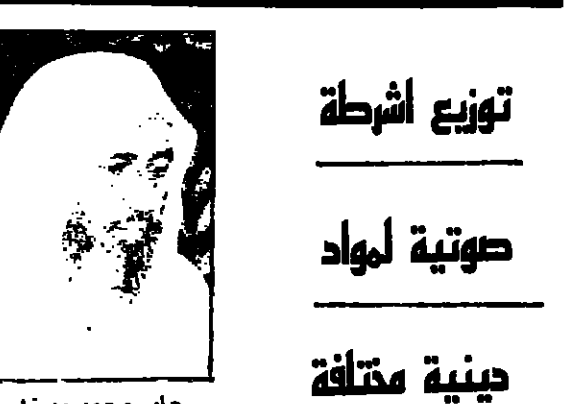 توزيع اشرطة
صوتية لمواد
دينية مختلفة